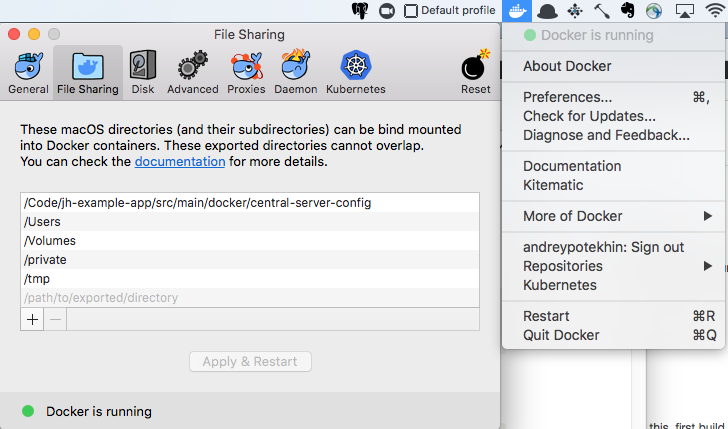 Default profile
File Sharing
General
File Sharing
Disk
Advanced
Proxies
Daemon
Kubernetes
Reset
These macOS directories (and their subdirectories) can be bind mounted
into Docker containers. These exported directories cannot overlap.
You can check the documentation for more details.
/Code/jh-example-app/src/main/docker/central-server-config
/Users
/Volumes
/private
/tmp
/path/to/exported/directory
+ −
Apply & Restart
Docker is running
Docker is running
About Docker
Preferences... ⌘,
Check for Updates...
Diagnose and Feedback...
Documentation
Kitematic
More of Docker ▶
andreypotekhin: Sign out
Repositories ▶
Kubernetes
Restart ⌘R
Quit Docker ⌘Q
this, first build